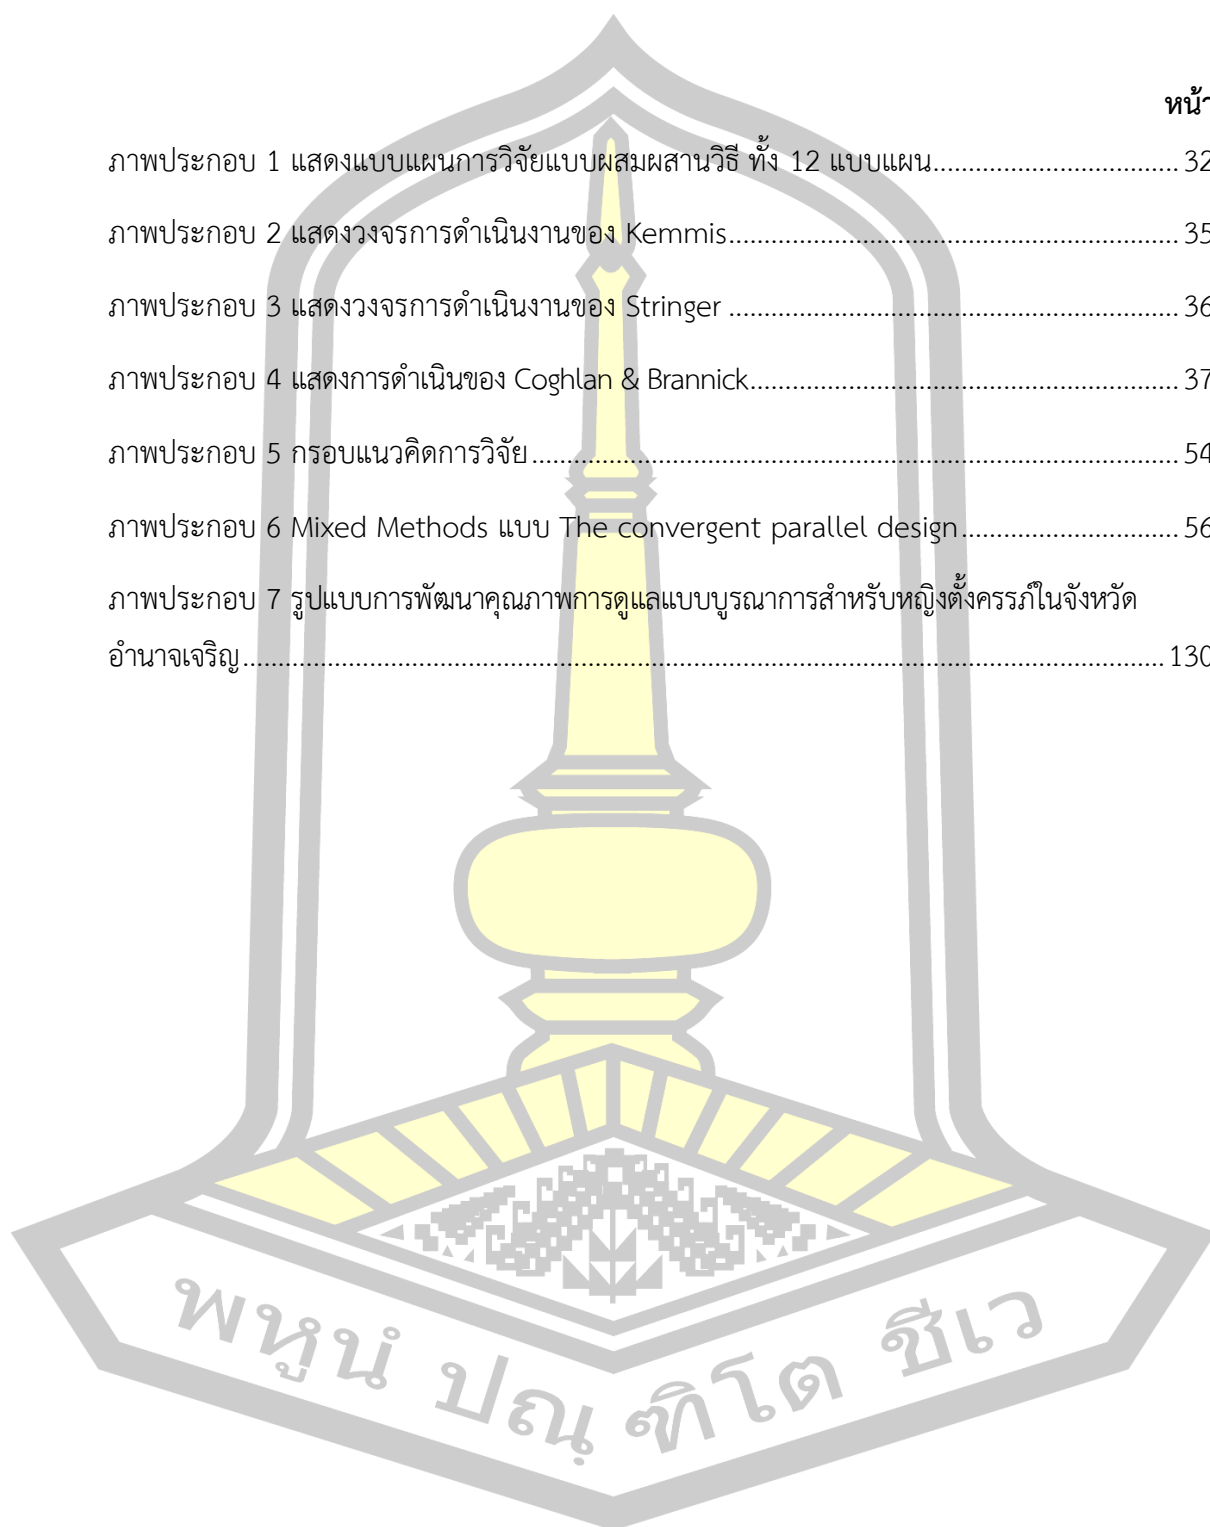 หน้า
ภาพประกอบ 1 แสดงแบบแผนการวิจัยแบบผสมผสานวิธี ทั้ง 12 แบบแผน.............................. 32
ภาพประกอบ 2 แสดงวงจรการดำเนินงานของ Kemmis....................................................... 35
ภาพประกอบ 3 แสดงวงจรการดำเนินงานของ Stringer ....................................................... 36
ภาพประกอบ 4 แสดงการดำเนินของ Coghlan & Brannick.................................................... 37
ภาพประกอบ 5 กรอบแนวคิดการวิจัย............................................................................... 54
ภาพประกอบ 6 Mixed Methods แบบ The convergent parallel design........................... 56
ภาพประกอบ 7 รูปแบบการพัฒนาคุณภาพการดูแลแบบบูรณาการสำหรับหญิงตั้งครรภ์ในจังหวัด
อำนาจเจริญ................................................................................................................ 130
พหูนํ ปณฺฑิโต ชีเว